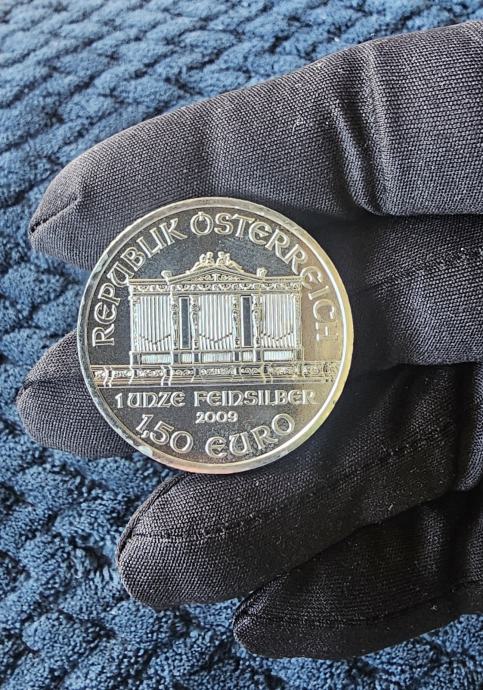 REPUBLIK ÖSTERREICH
1 UNZE FEINSILBER
2009
1,50 EURO